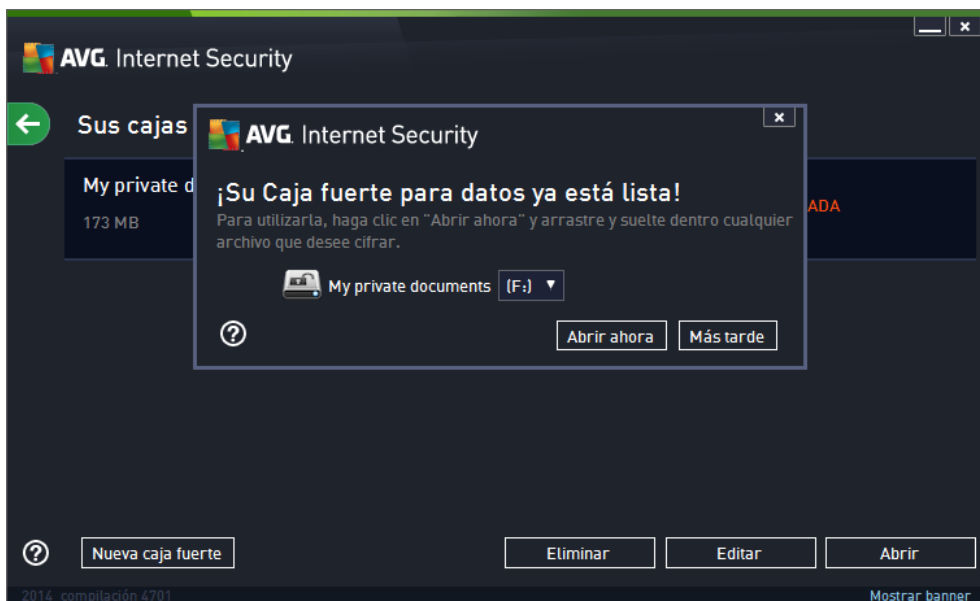 AVG. Internet Security
Sus cajas
AVG. Internet Security
My private d
173 MB
ADA
¡Su Caja fuerte para datos ya está lista!
Para utilizarla, haga clic en "Abrir ahora" y arrastre y suelte dentro cualquier
archivo que desee cifrar.
My private documents (F:)
Abrir ahora Más tarde
Nueva caja fuerte Eliminar Editar Abrir
2014 compilación 4701 Mostrar banner